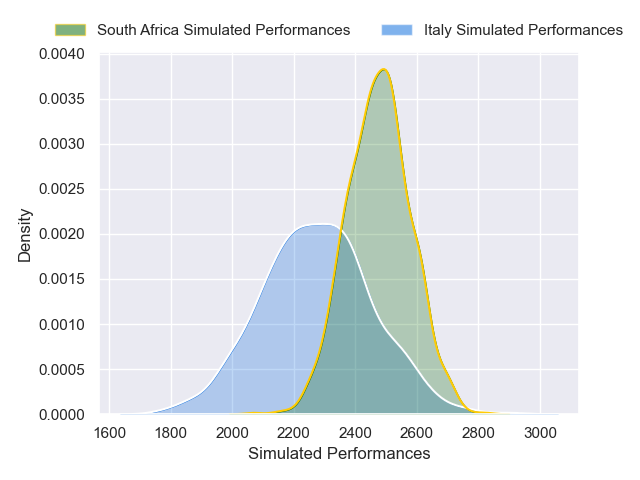 South Africa Simulated Performances
Italy Simulated Performances
0.0040
0.0035
0.0030
0.0025
0.0020
0.0015
0.0010
0.0005
0.0000
Density
1600 1800 2000 2200 2400 2600 2800 3000
Simulated Performances